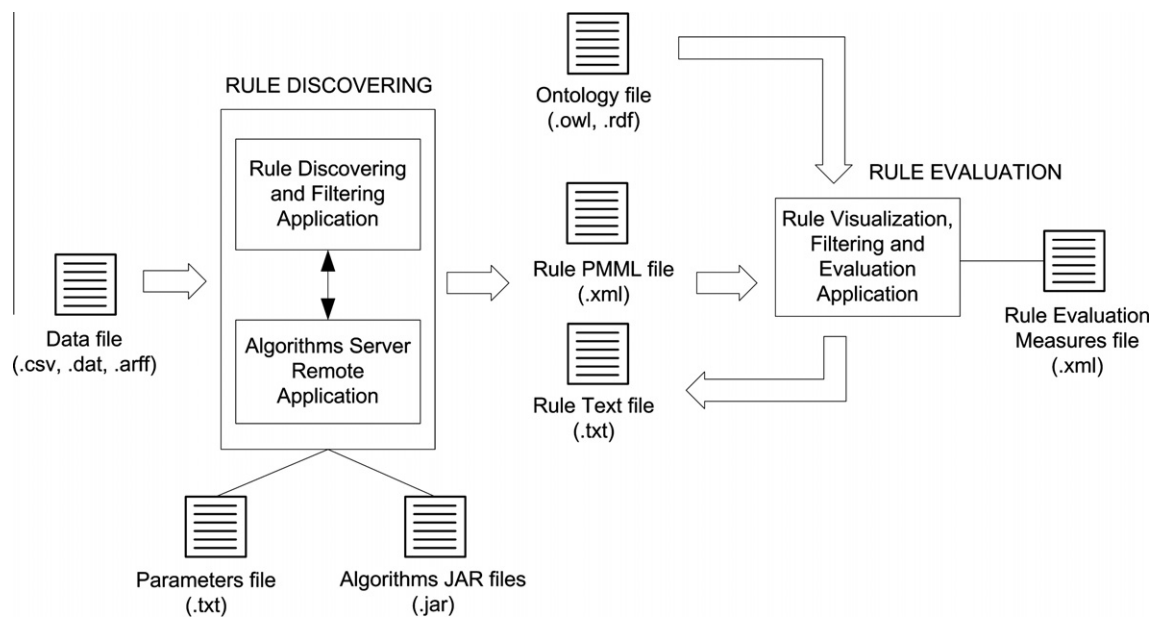 RULE DISCOVERING
Rule Discovering
and Filtering
Application
Algorithms Server
Remote
Application
Data file
(.csv, .dat, .arff)
Parameters file
(.txt)
Algorithms JAR files
(.jar)
Ontology file
(.owl, .rdf)
Rule PMML file
(.xml)
Rule Text file
(.txt)
RULE EVALUATION
Rule Visualization,
Filtering and
Evaluation
Application
Rule Evaluation
Measures file
(.xml)